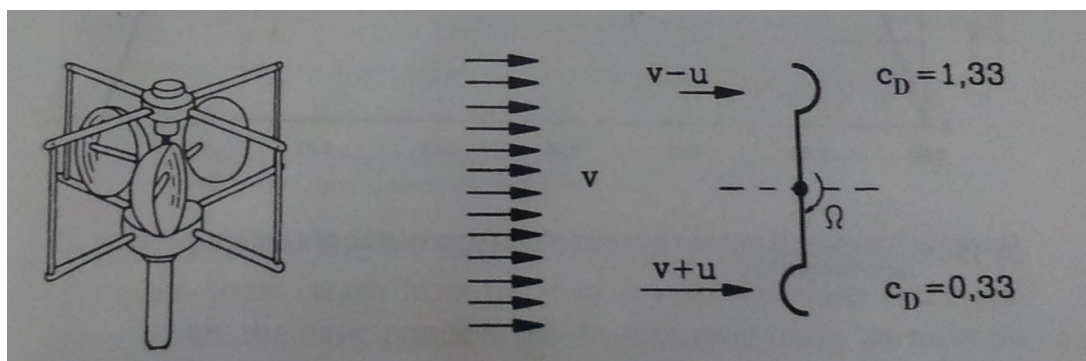 v–u
c_D = 1,33
v
Ω
v+u
c_D = 0,33